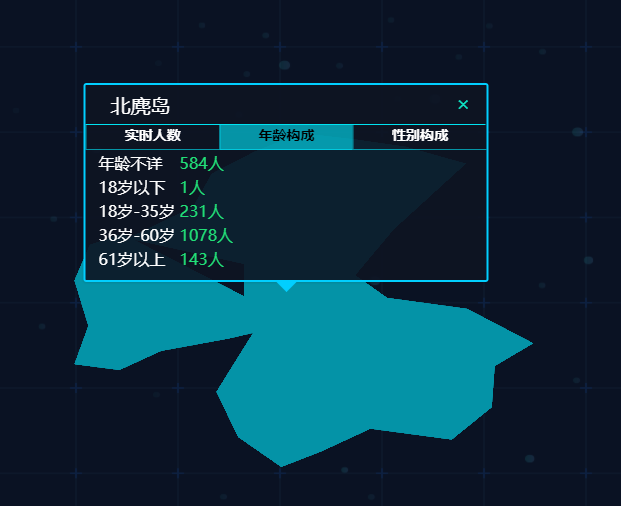 北麂岛 ×
实时人数 年龄构成 性别构成
年龄不详 584人
18岁以下 1人
18岁-35岁 231人
36岁-60岁 1078人
61岁以上 143人